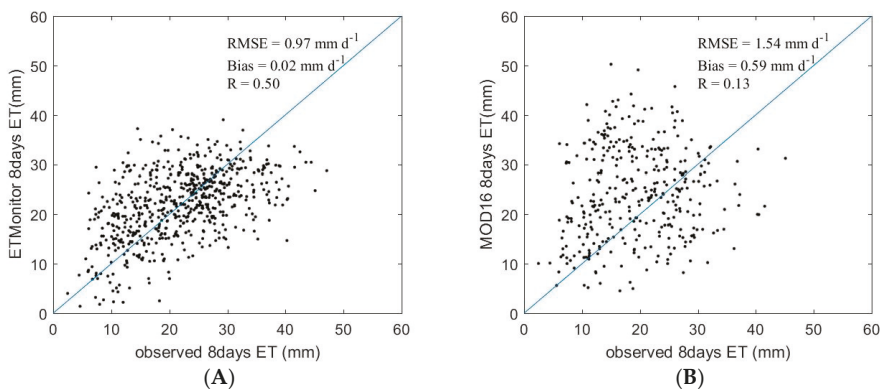 60
50
40
30
20
10
0
ETMonitor 8days ET(mm)
RMSE = 0.97 mm d-1
Bias = 0.02 mm d-1
R = 0.50
0 10 20 30 40 50 60
observed 8days ET (mm)
(A)
60
50
40
30
20
10
0
MOD16 8days ET(mm)
RMSE = 1.54 mm d-1
Bias = 0.59 mm d-1
R = 0.13
0 10 20 30 40 50 60
observed 8days ET (mm)
(B)